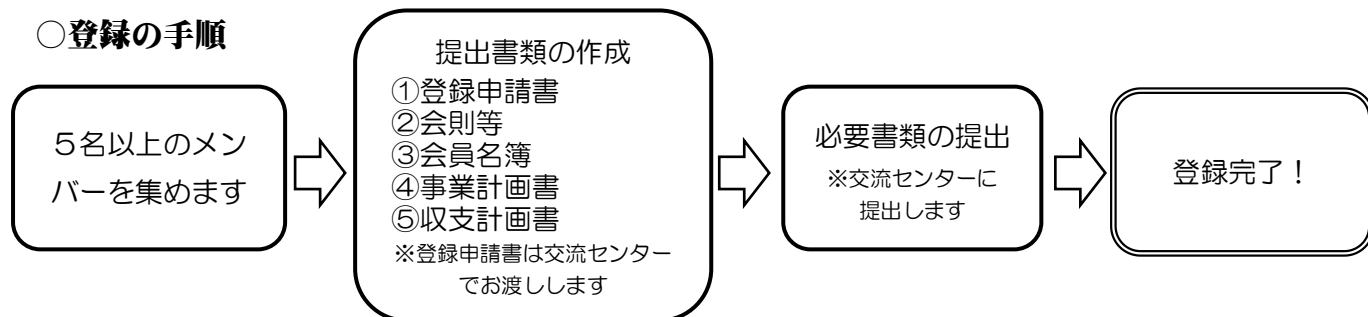 ○登録の手順
5名以上のメン
バーを集めます
提出書類の作成
①登録申請書
②会則等
③会員名簿
④事業計画書
⑤収支計画書
※登録申請書は交流センター
でお渡しします
必要書類の提出
※交流センターに
提出します
登録完了！